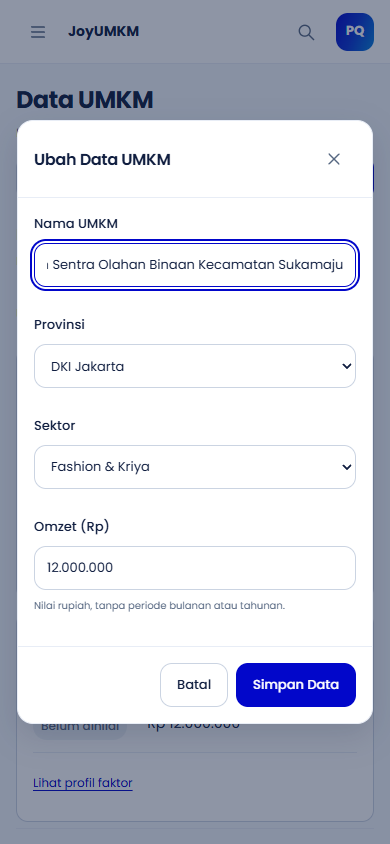 JoyUMKM
PQ
Data UMKM
Ubah Data UMKM
Nama UMKM
Sentra Olahan Binaan Kecamatan Sukamaju
Provinsi
DKI Jakarta
Sektor
Fashion & Kriya
Omzet (Rp)
12.000.000
Nilai rupiah, tanpa periode bulanan atau tahunan.
Batal
Simpan Data
Belum dinilai
Rp 12.000.000
Lihat profil faktor